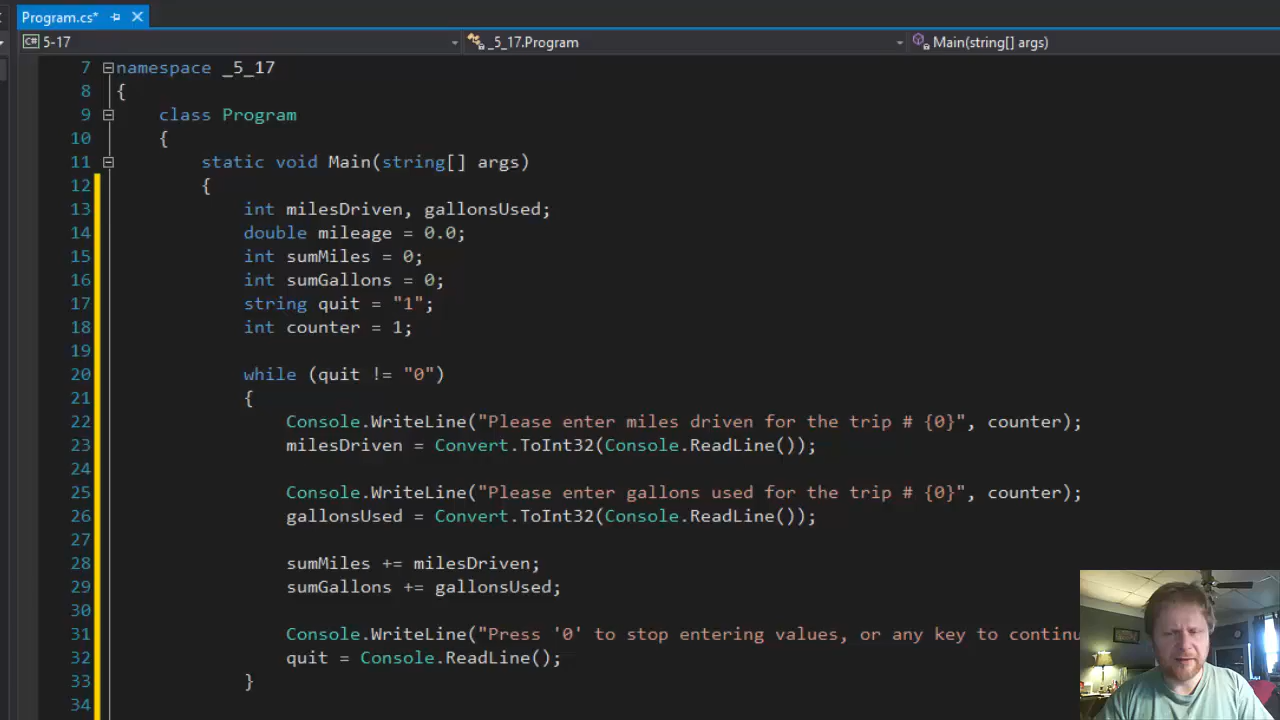 Program.cs*
5-17 _5_17.Program Main(string[] args)
7 namespace _5_17
8 {
9 class Program
10 {
11 static void Main(string[] args)
12 {
13 int milesDriven, gallonsUsed;
14 double mileage = 0.0;
15 int sumMiles = 0;
16 int sumGallons = 0;
17 string quit = "1";
18 int counter = 1;
19
20 while (quit != "0")
21 {
22 Console.WriteLine("Please enter miles driven for the trip # {0}", counter);
23 milesDriven = Convert.ToInt32(Console.ReadLine());
24
25 Console.WriteLine("Please enter gallons used for the trip # {0}", counter);
26 gallonsUsed = Convert.ToInt32(Console.ReadLine());
27
28 sumMiles += milesDriven;
29 sumGallons += gallonsUsed;
30
31 Console.WriteLine("Press '0' to stop entering values, or any key to continu
32 quit = Console.ReadLine();
33 }
34